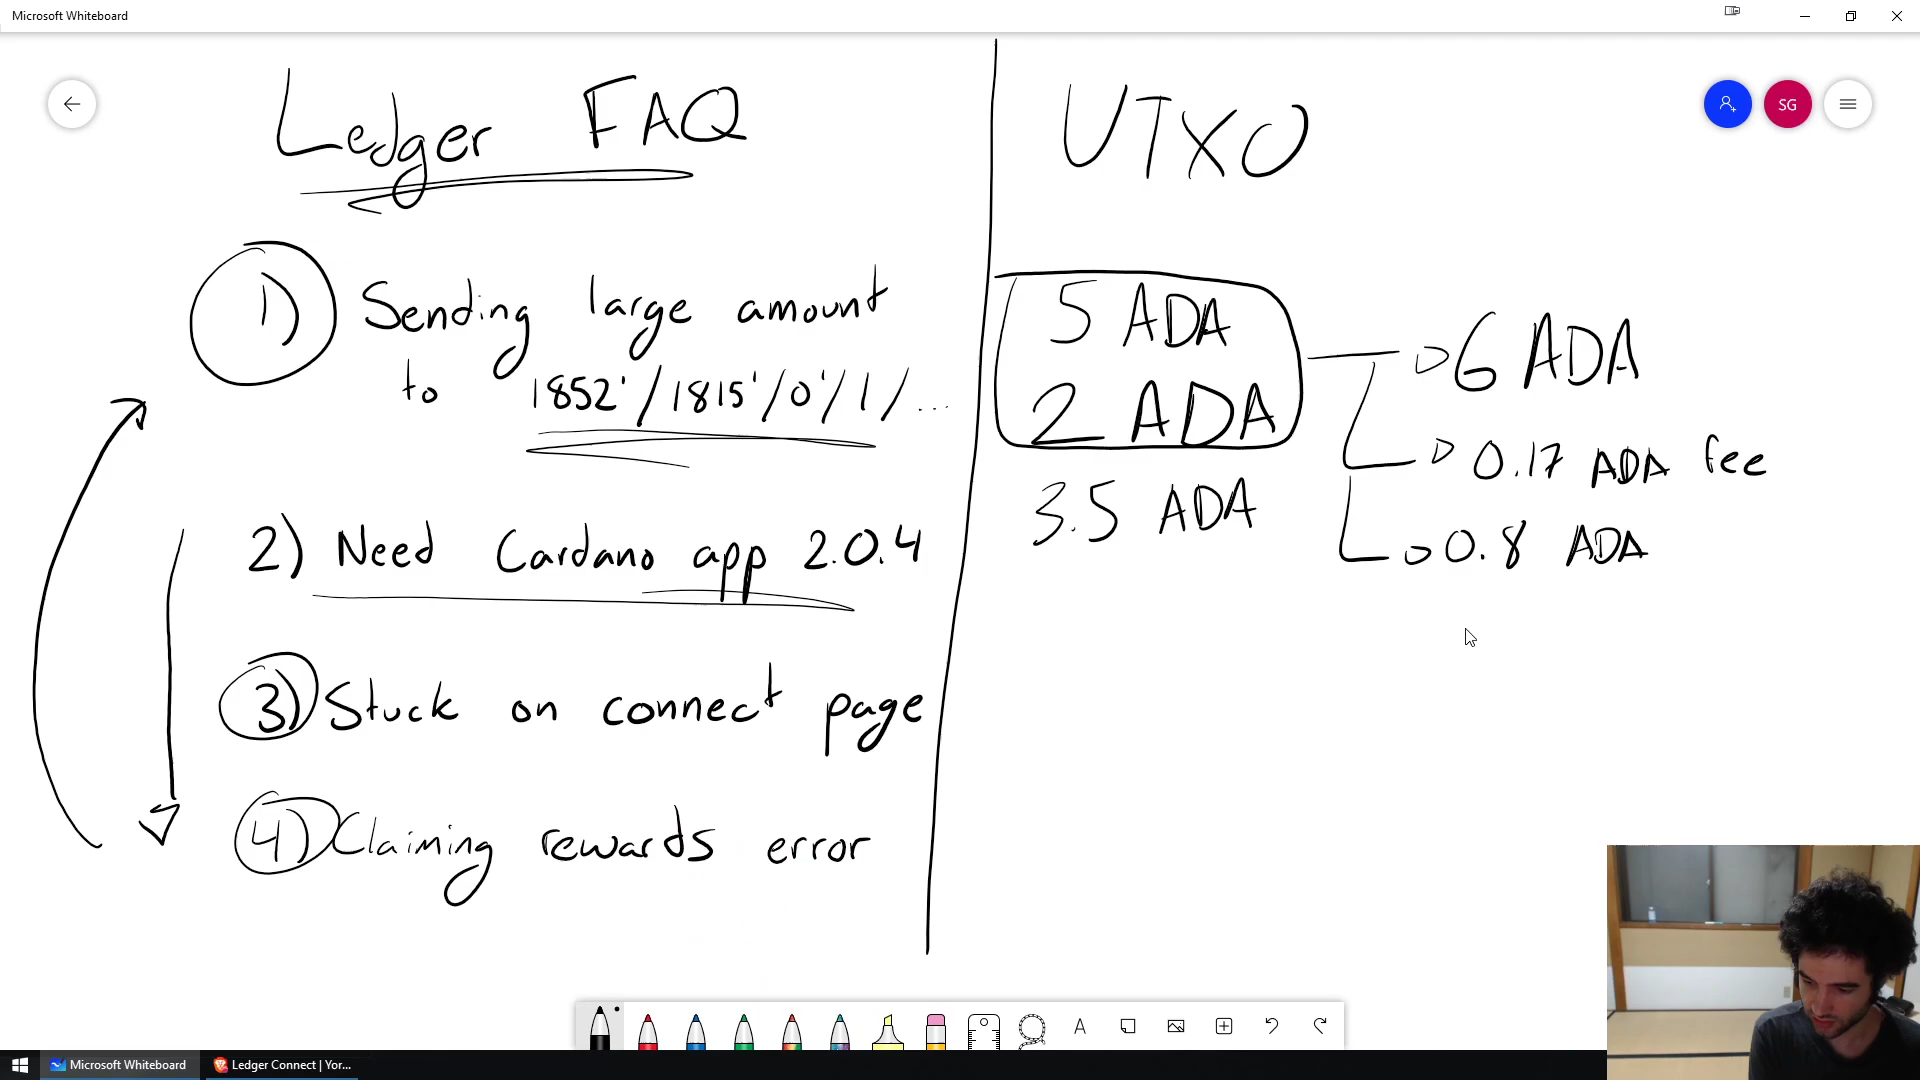 Microsoft Whiteboard
SG
Ledger FAQ
1) Sending large amount
to 1852'/1815'/0'/1/...
2) Need Cardano app 2.0.4
3) Stuck on connect page
4) Claiming rewards error
UTXO
5 ADA
2 ADA
3.5 ADA
6 ADA
0.17 ADA fee
0.8 ADA
A
Microsoft Whiteboard
Ledger Connect | Yor...